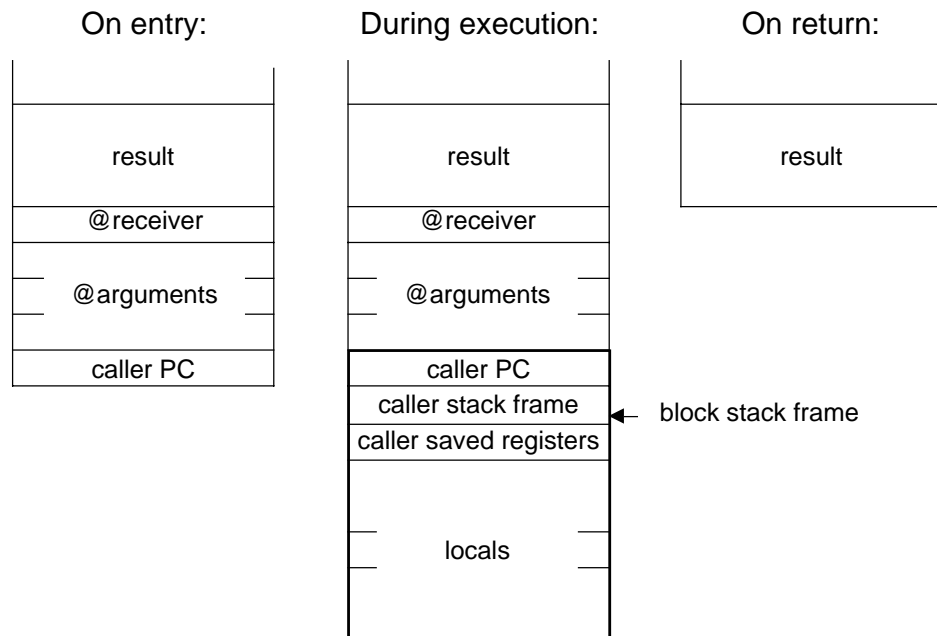 On entry:
During execution:
On return:
result
result
result
@receiver
@receiver
@arguments
@arguments
caller PC
caller PC
caller stack frame
block stack frame
caller saved registers
locals